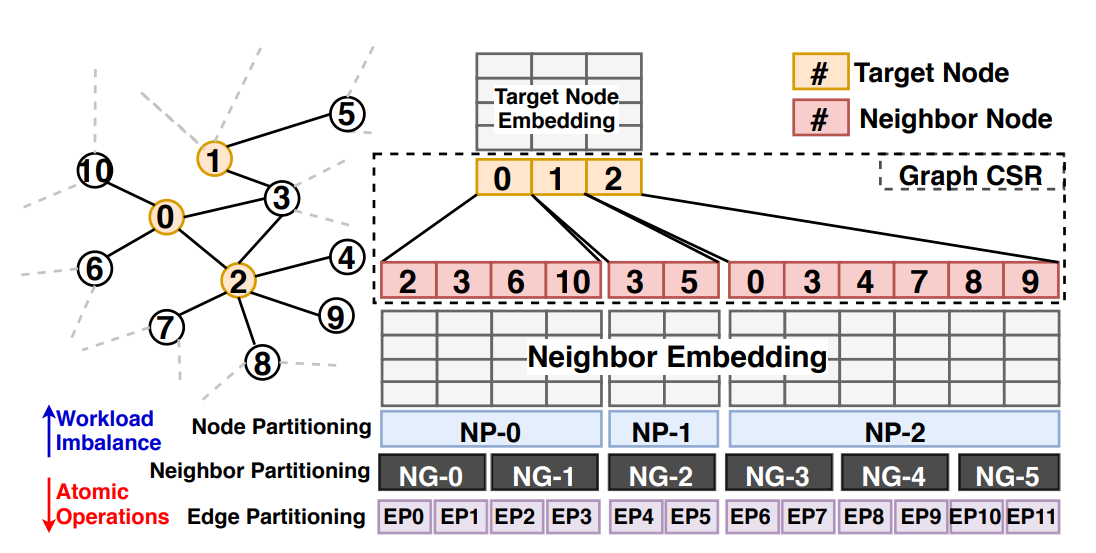 # Target Node
# Neighbor Node
Target Node
Embedding
Graph CSR
0 1 2
2 3 6 10 3 5 0 3 4 7 8 9
Neighbor Embedding
5
1
10
3
0
4
6
2
9
7
8
Workload
Imbalance
Node Partitioning
NP-0 NP-1 NP-2
Neighbor Partitioning
NG-0 NG-1 NG-2 NG-3 NG-4 NG-5
Atomic
Operations
Edge Partitioning
EP0 EP1 EP2 EP3 EP4 EP5 EP6 EP7 EP8 EP9 EP10 EP11